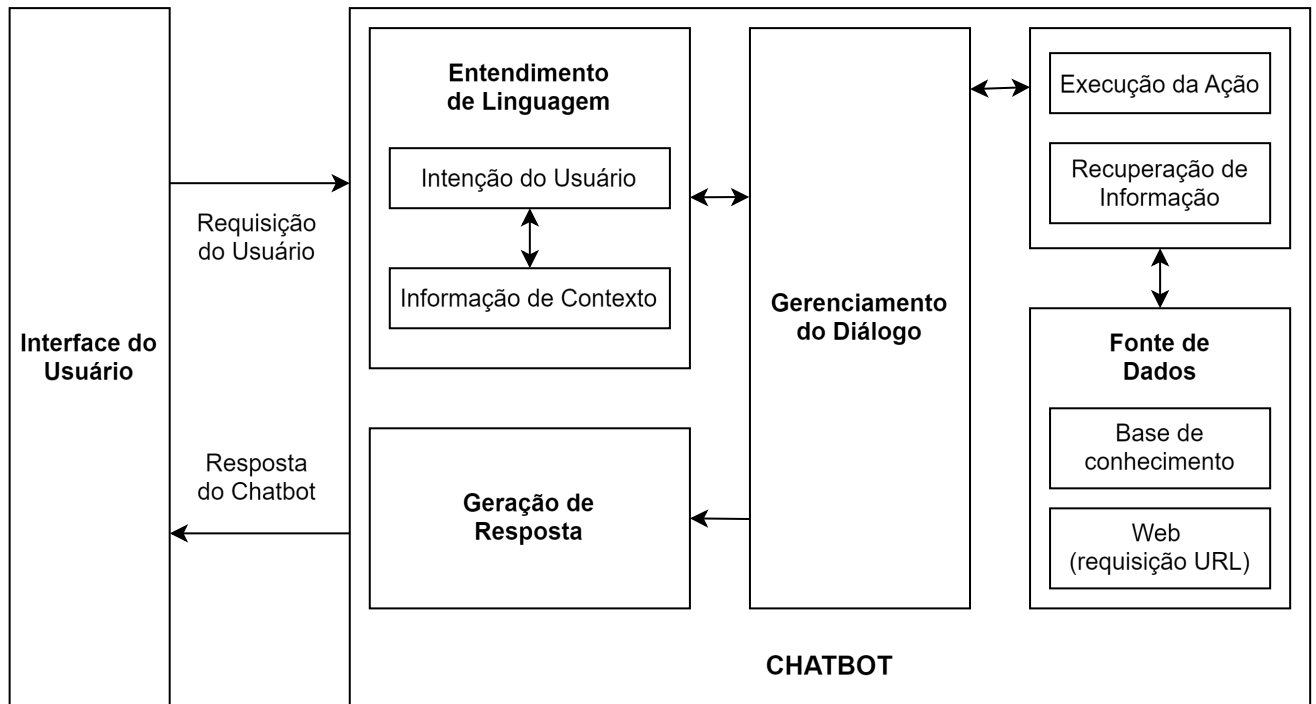 Interface do
Usuário
Requisição
do Usuário
Resposta
do Chatbot
Entendimento
de Linguagem
Intenção do Usuário
Informação de Contexto
Geração de
Resposta
Gerenciamento
do Diálogo
Execução da Ação
Recuperação de
Informação
Fonte de
Dados
Base de
conhecimento
Web
(requisição URL)
CHATBOT